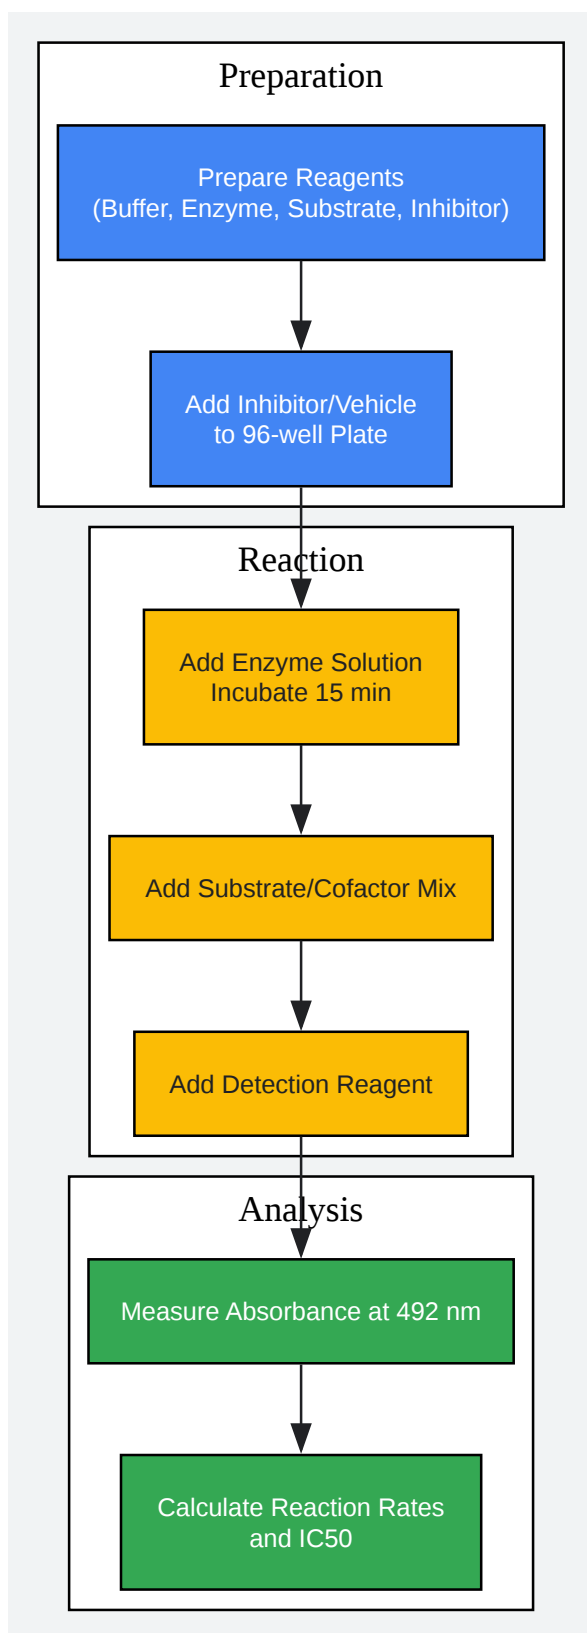 Preparation
Prepare Reagents
(Buffer, Enzyme, Substrate, Inhibitor)
Add Inhibitor/Vehicle
to 96-well Plate
Reaction
Add Enzyme Solution
Incubate 15 min
Add Substrate/Cofactor Mix
Add Detection Reagent
Analysis
Measure Absorbance at 492 nm
Calculate Reaction Rates
and IC50